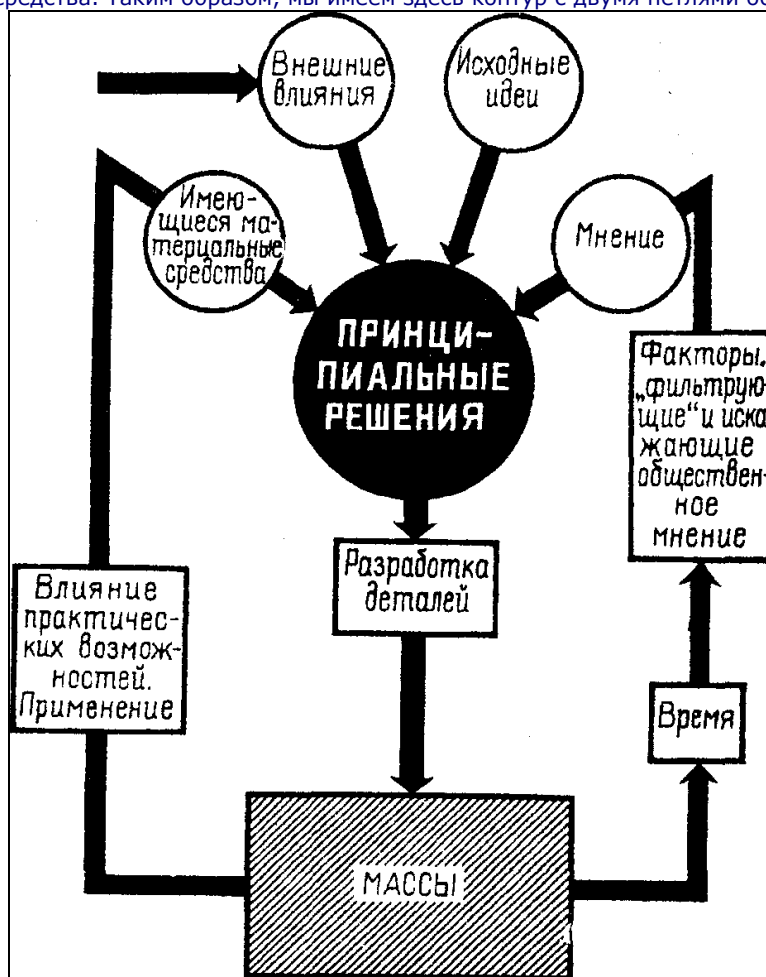 средства. Таким образом, мы имеем здесь контур с двумя петлями
Внешние
влияния
Исходные
идеи
Имею-
щиеся ма-
териальные
средства
Мнение
ПРИНЦИ-
ПИАЛЬНЫЕ
РЕШЕНИЯ
Факторы,
„фильтрую-
щие“ и иска
жающие
обществен-
ное
мнение
Разработка
деталей
Влияние
практичес-
ких возмож-
ностей.
Применение
Время
МАССЫ